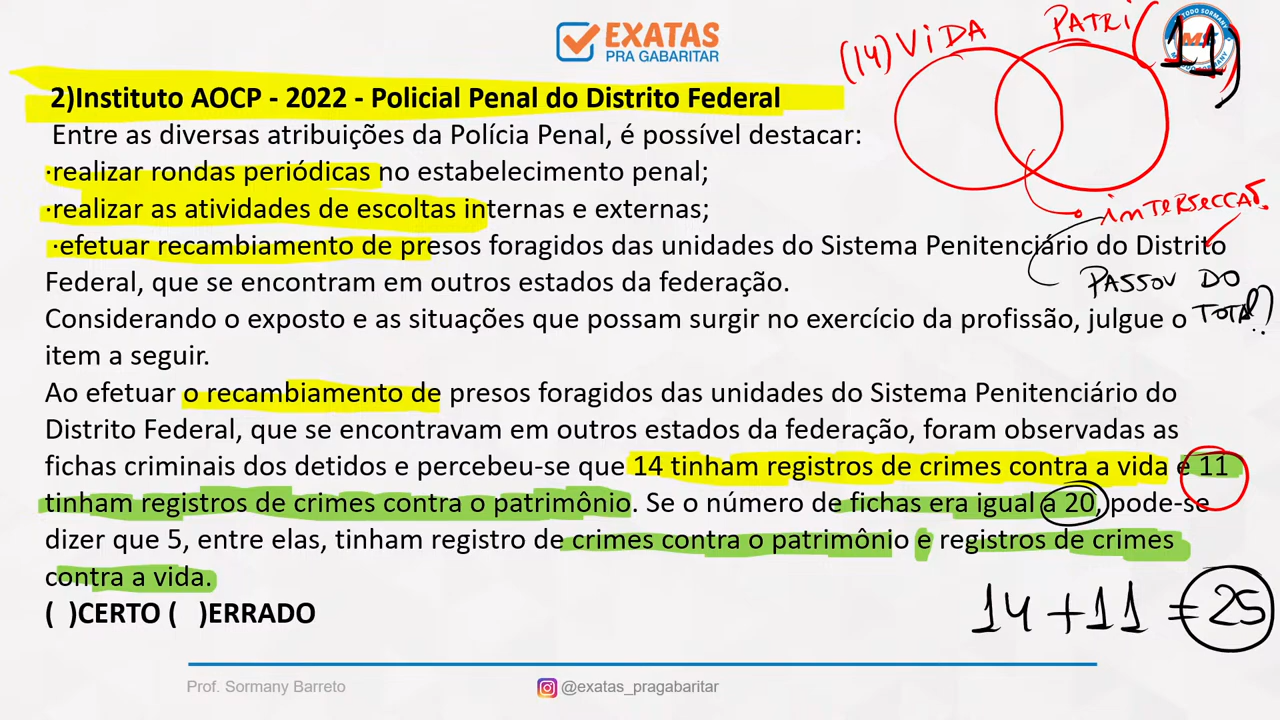 EXATAS
PRA GABARITAR
(14) ViDA
PATRi (11)
2)Instituto AOCP - 2022 - Policial Penal do Distrito Federal
Entre as diversas atribuições da Polícia Penal, é possível destacar:
·realizar rondas periódicas no estabelecimento penal;
·realizar as atividades de escoltas internas e externas;
inTERSECCÃO.
·efetuar recambiamento de presos foragidos das unidades do Sistema Penitenciário do Distrito
Federal, que se encontram em outros estados da federação.
PASSOU DO
TOTAL?
Considerando o exposto e as situações que possam surgir no exercício da profissão, julgue o
item a seguir.
Ao efetuar o recambiamento de presos foragidos das unidades do Sistema Penitenciário do
Distrito Federal, que se encontravam em outros estados da federação, foram observadas as
fichas criminais dos detidos e percebeu-se que 14 tinham registros de crimes contra a vida e 11
tinham registros de crimes contra o patrimônio. Se o número de fichas era igual a 20, pode-se
dizer que 5, entre elas, tinham registro de crimes contra o patrimônio e registros de crimes
contra a vida.
( )CERTO ( )ERRADO
14 + 11 = 25
Prof. Sormany Barreto
@exatas_pragabaritar